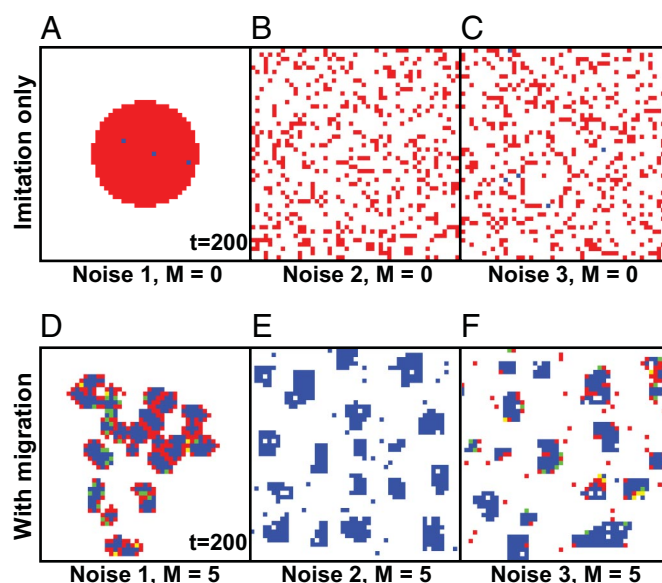 A
B
C
Imitation only
t=200
Noise 1, M = 0
Noise 2, M = 0
Noise 3, M = 0
D
E
F
With migration
t=200
Noise 1, M = 5
Noise 2, M = 5
Noise 3, M = 5